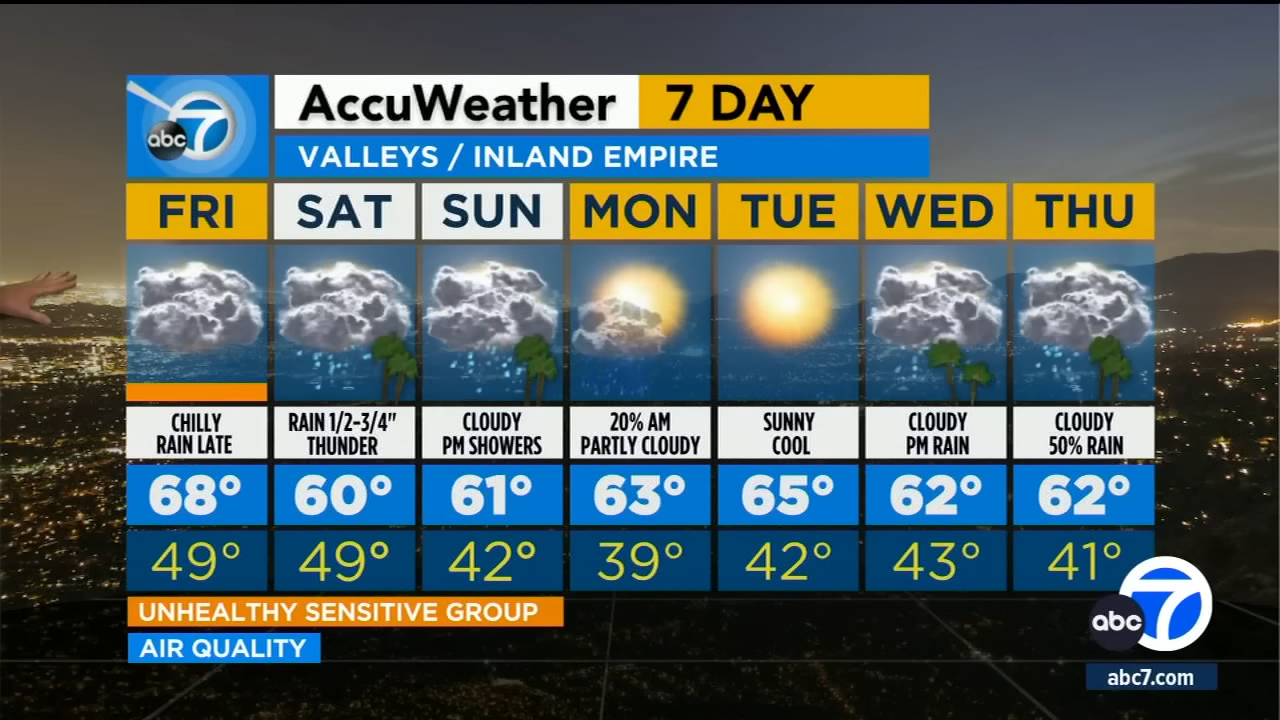 abc 7
AccuWeather 7 DAY
VALLEYS / INLAND EMPIRE
FRI SAT SUN MON TUE WED THU
CHILLY RAIN 1/2-3/4" CLOUDY 20% AM SUNNY CLOUDY CLOUDY
RAIN LATE THUNDER PM SHOWERS PARTLY CLOUDY COOL PM RAIN 50% RAIN
68° 60° 61° 63° 65° 62° 62°
49° 49° 42° 39° 42° 43° 41°
UNHEALTHY SENSITIVE GROUP
AIR QUALITY
abc 7
abc7.com